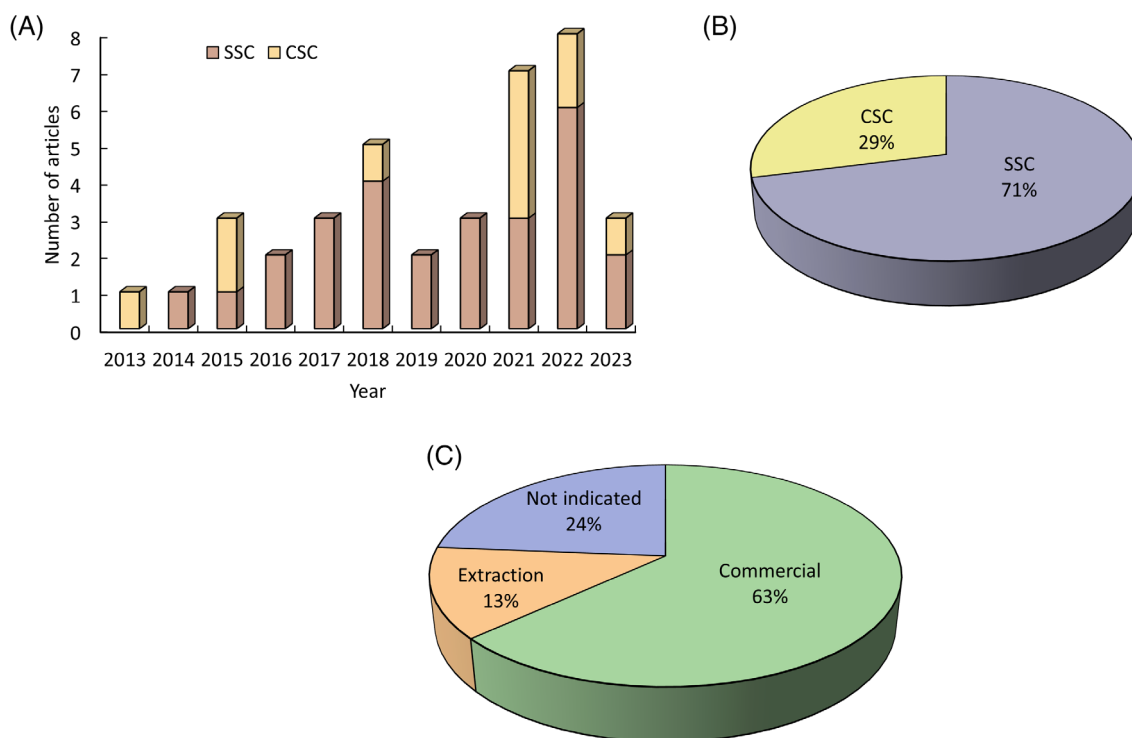 (A)
8
7
6
5
4
3
2
1
0
Number of articles
SSC CSC
2013 2014 2015 2016 2017 2018 2019 2020 2021 2022 2023
Year
(B)
CSC
29%
SSC
71%
(C)
Not indicated
24%
Extraction
13%
Commercial
63%